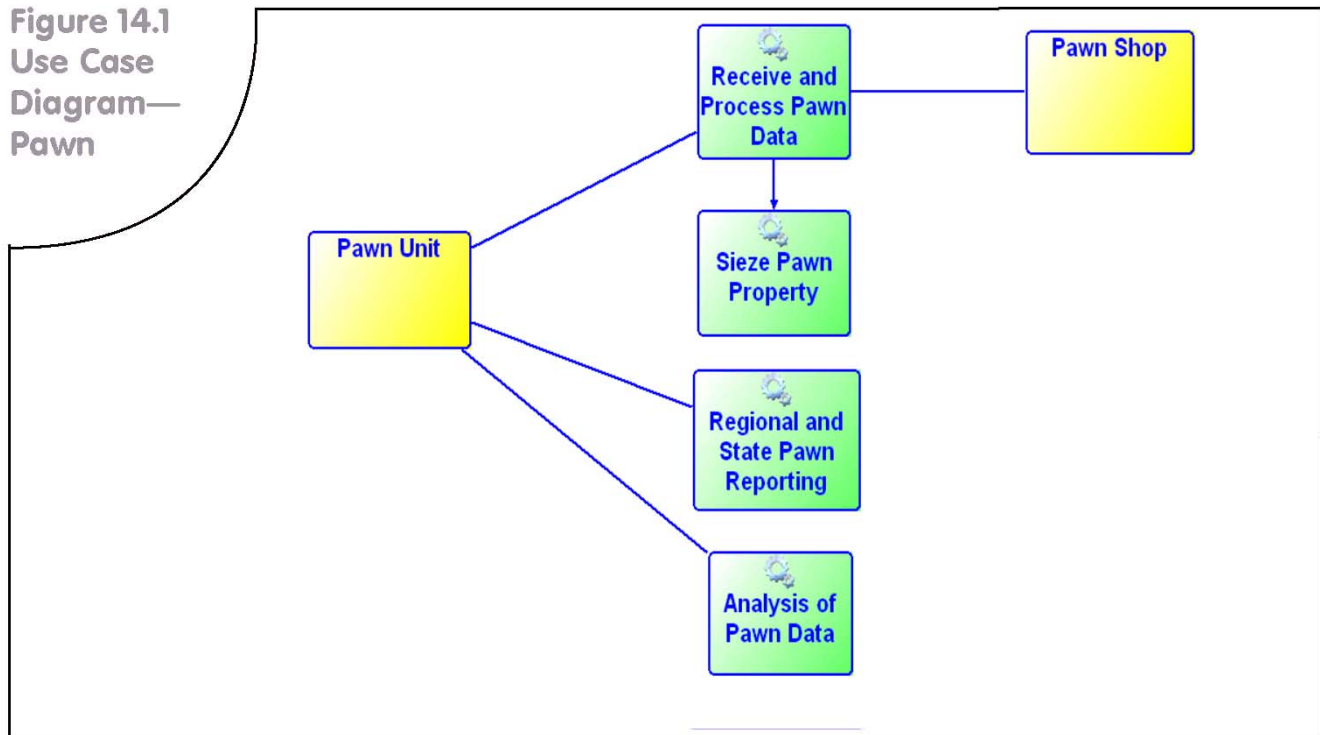 Figure 14.1
Use Case
Diagram—
Pawn
Receive and
Process Pawn
Data
Pawn Shop
Pawn Unit
Sieze Pawn
Property
Regional and
State Pawn
Reporting
Analysis of
Pawn Data